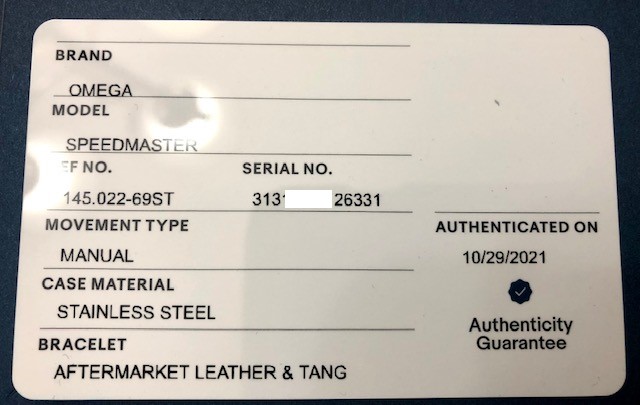 BRAND
OMEGA
MODEL
SPEEDMASTER
EF NO. SERIAL NO.
145.022-69ST 313 26331
MOVEMENT TYPE AUTHENTICATED ON
MANUAL 10/29/2021
CASE MATERIAL
STAINLESS STEEL
Authenticity
Guarantee
BRACELET
AFTERMARKET LEATHER & TANG